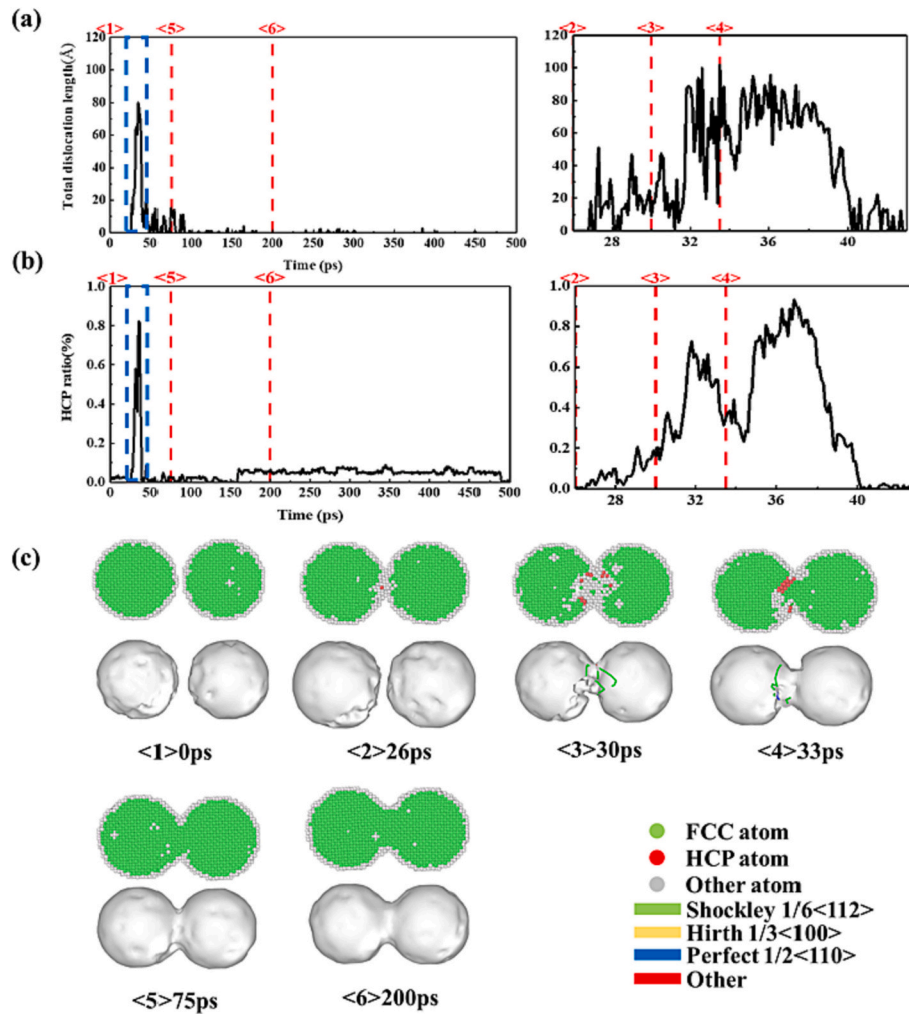 (a)
<1> <5> <6>
Total dislocation length(Å)
120
100
80
60
40
20
0
0 50 100 150 200 250 300 350 400 450 500
Time (ps)
<2> <3> <4>
120
100
80
60
40
20
0
28 32 36 40
(b)
<1> <5> <6>
HCP ratio(%)
1.0
0.8
0.6
0.4
0.2
0.0
0 50 100 150 200 250 300 350 400 450 500
Time (ps)
<2> <3> <4>
1.0
0.8
0.6
0.4
0.2
0.0
28 32 36 40
(c)
<1>0ps <2>26ps <3>30ps <4>33ps
<5>75ps <6>200ps
FCC atom
HCP atom
Other atom
Shockley 1/6<112>
Hirth 1/3<100>
Perfect 1/2<110>
Other